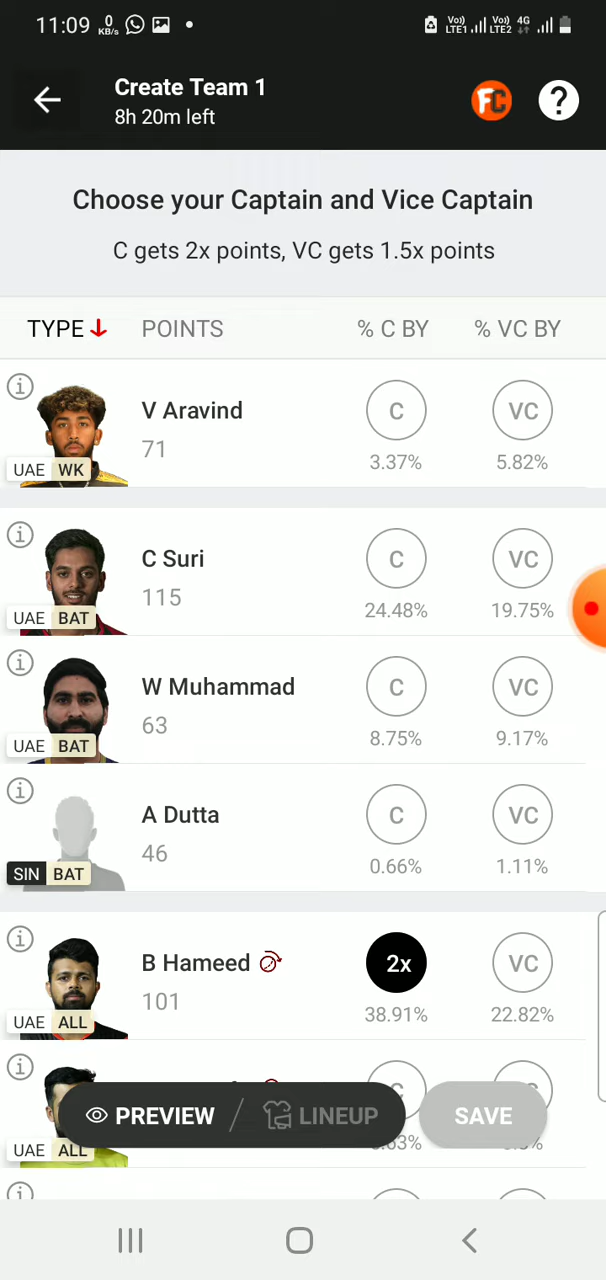 11:09 0 KB/s Vo)) LTE1 Vo)) LTE2 4G
Create Team 1
8h 20m left
FC ?
Choose your Captain and Vice Captain
C gets 2x points, VC gets 1.5x points
TYPE POINTS % C BY % VC BY
V Aravind
71
C VC
3.37% 5.82%
UAE WK
C Suri
115
C VC
24.48% 19.75%
UAE BAT
W Muhammad
63
C VC
8.75% 9.17%
UAE BAT
A Dutta
46
C VC
0.66% 1.11%
SIN BAT
B Hameed
101
2x VC
38.91% 22.82%
UAE ALL
PREVIEW / LINEUP SAVE
UAE ALL